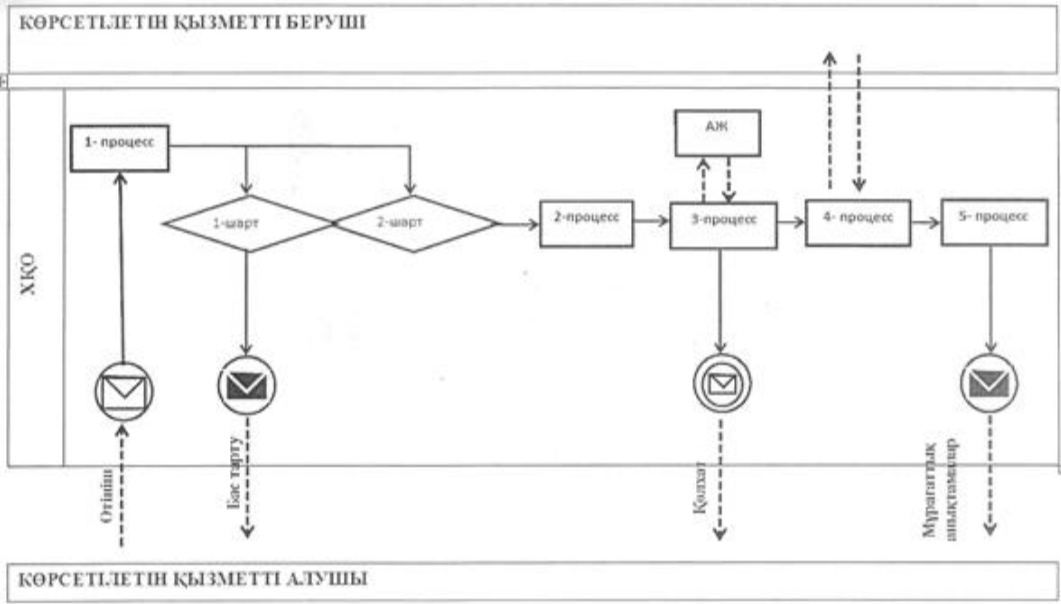 КӨРСЕТІЛЕТІН ҚЫЗМЕТТІ БЕРУШІ
ХҚО
1- процесс
АЖ
1-шарт
2-шарт
2-процесс
3-процесс
4- процесс
5- процесс
Өтініш
Бас тарту
Қолхат
Мұрағаттық
анықтамалар
КӨРСЕТІЛЕТІН ҚЫЗМЕТТІ АЛУШЫ